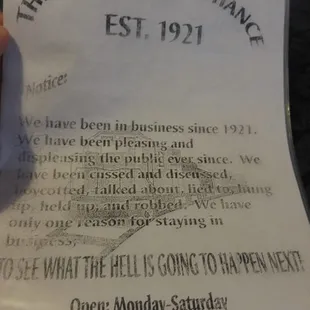 EST. 1921
Notice:
We have been in business since 1921.
We have been pleasing and
displeasing the public ever since. We
have been cussed and discussed,
boycotted, talked about, lied to, hung
up, held up, and robbed. We have
only one reason for staying in
business,
TO SEE WHAT THE HELL IS GOING TO HAPPEN NEXT!
Open: Monday-Saturday